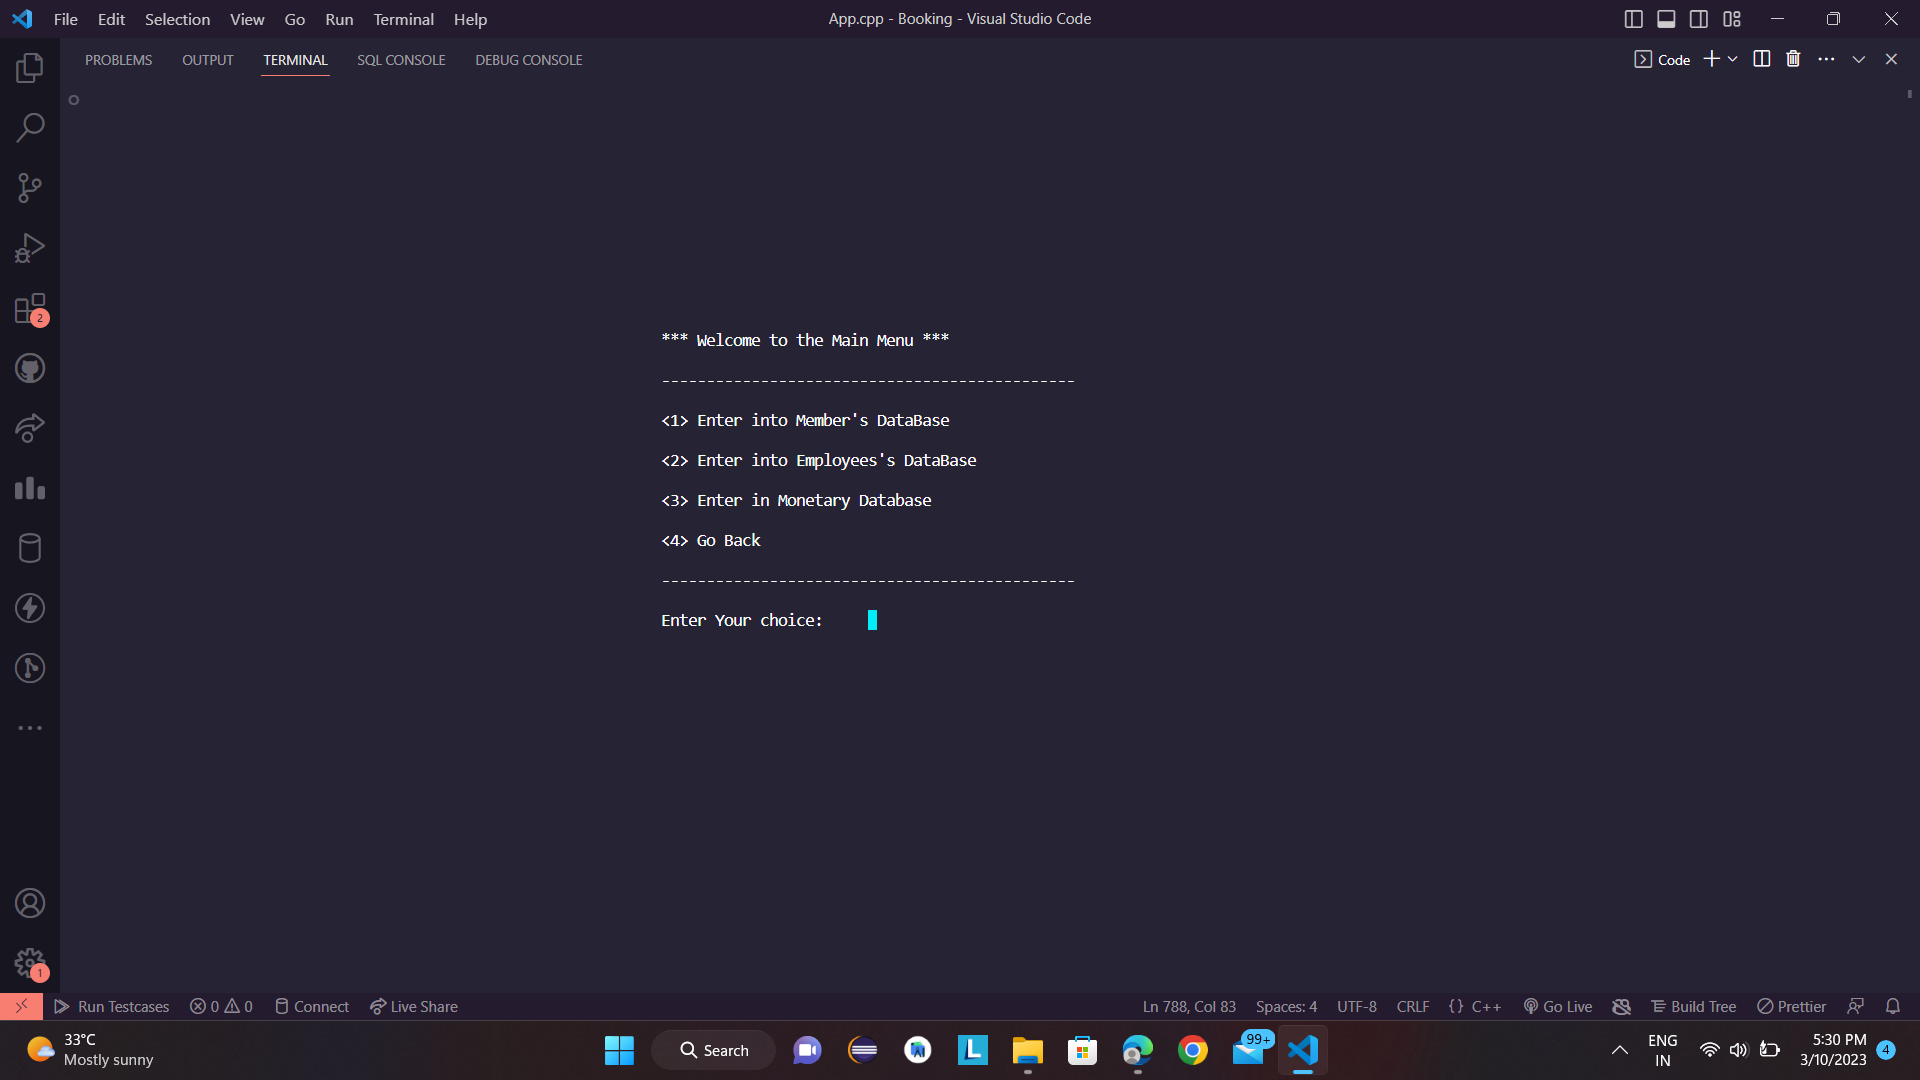 File Edit Selection View Go Run Terminal Help
App.cpp - Booking - Visual Studio Code
PROBLEMS OUTPUT TERMINAL SQL CONSOLE DEBUG CONSOLE
Code
*** Welcome to the Main Menu ***
----------------------------------------------
<1> Enter into Member's DataBase
<2> Enter into Employees's DataBase
<3> Enter in Monetary Database
<4> Go Back
----------------------------------------------
Enter Your choice:
2
1
Run Testcases 0 0 Connect Live Share
Ln 788, Col 83 Spaces: 4 UTF-8 CRLF {} C++ Go Live Build Tree Prettier
33°C
Mostly sunny
Search
L
99+
ENG
IN
5:30 PM
3/10/2023
4